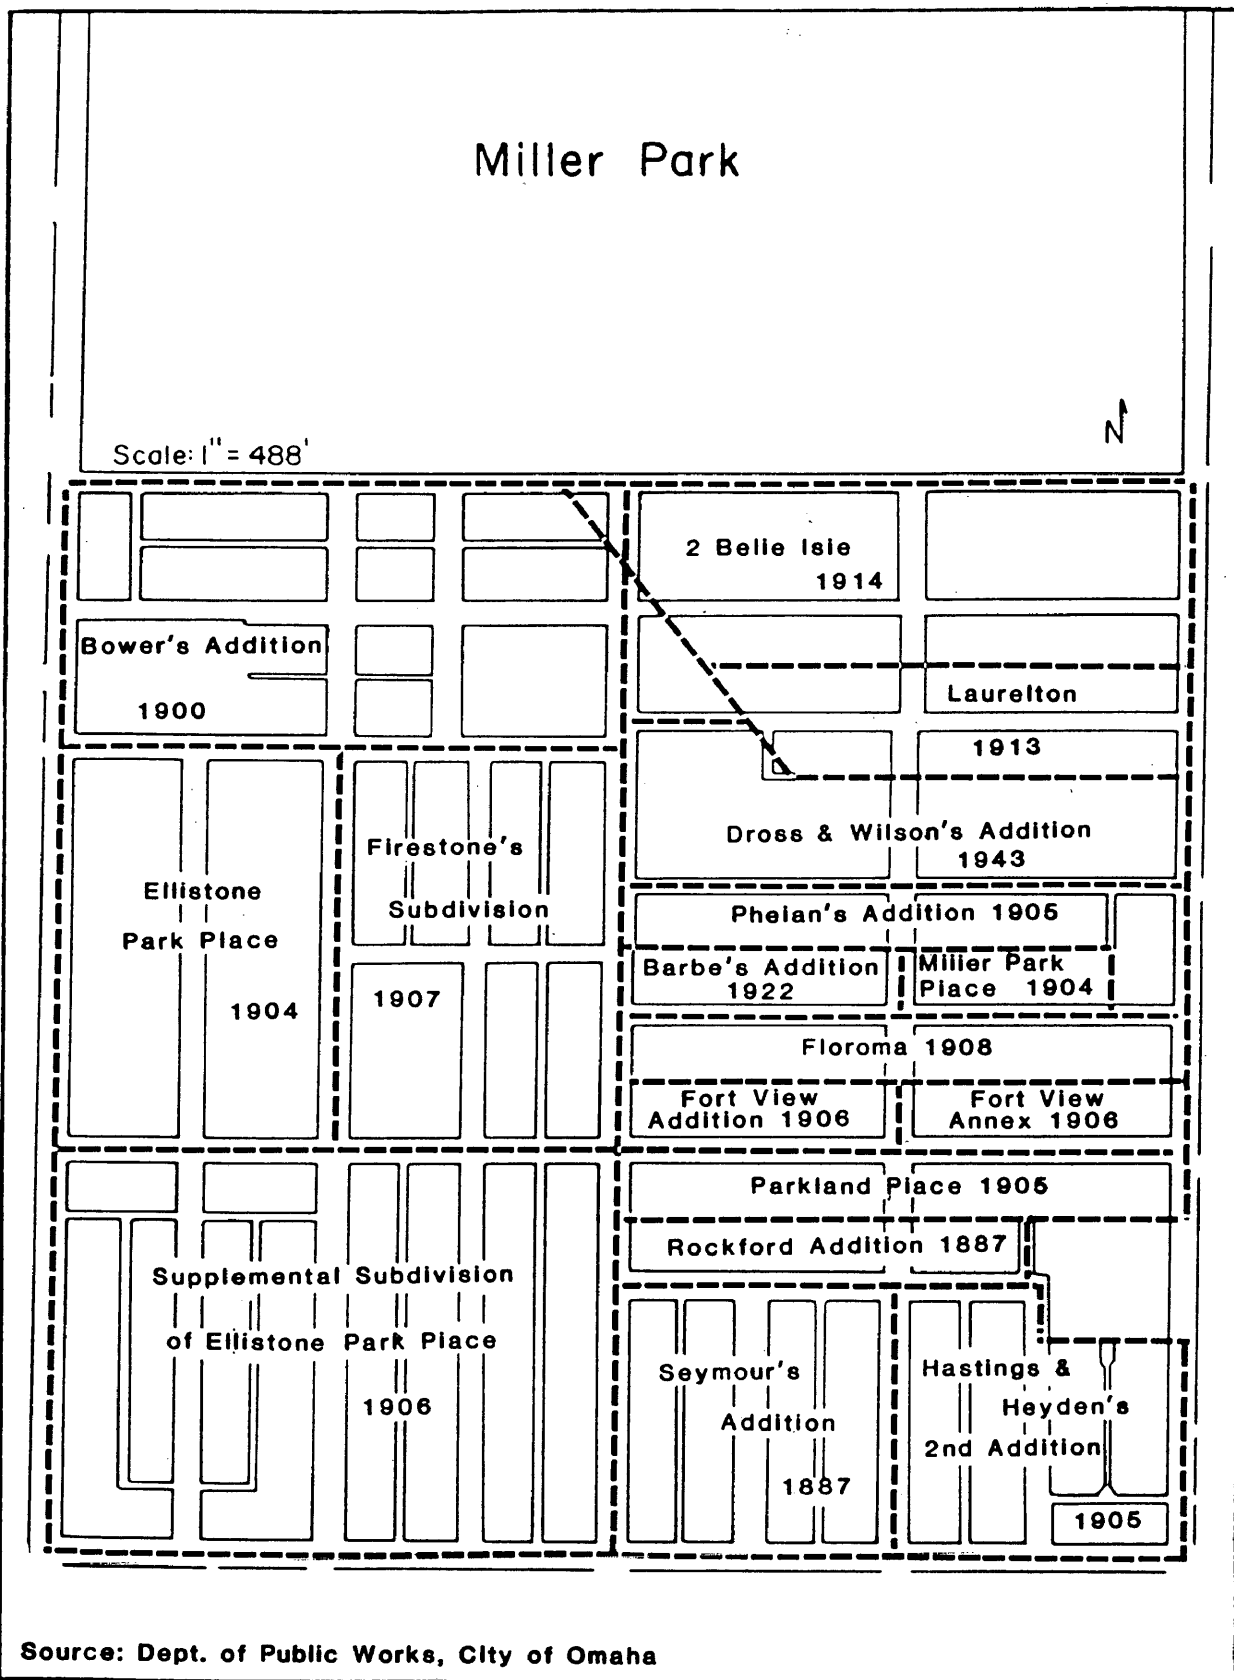 Miller Park
N
Scale: 1" = 488'
2 Belle Isle
1914
Bower's Addition
1900
Laurelton
1913
Dross & Wilson's Addition
1943
Firestone's
Subdivision
1907
Ellistone
Park Place
1904
Phelan's Addition 1905
Barbe's Addition
1922
Miller Park
Place 1904
Floroma 1908
Fort View
Addition 1906
Fort View
Annex 1906
Parkland Place 1905
Rockford Addition 1887
Supplemental Subdivision
of Ellistone Park Place
1906
Seymour's
Addition
1887
Hastings &
Heyden's
2nd Addition
1905
Source: Dept. of Public Works, City of Omaha